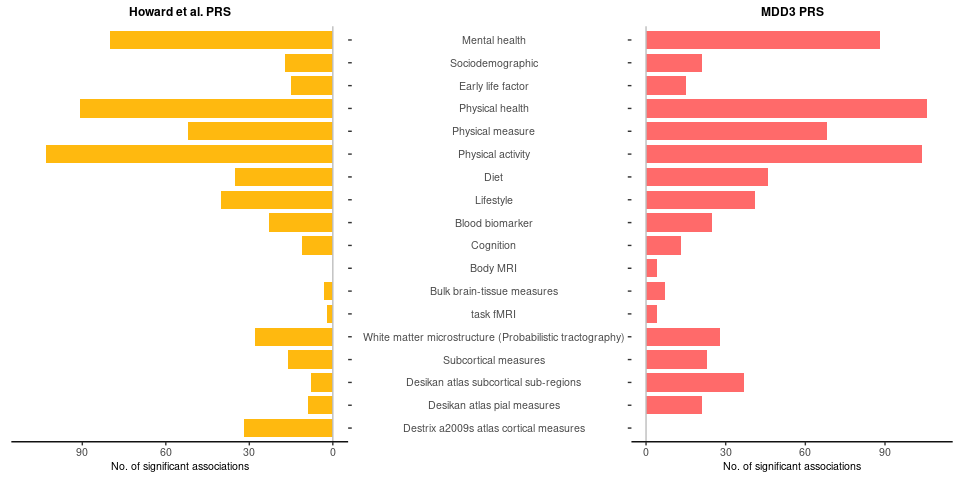 Howard et al. PRS
MDD3 PRS
Mental health
Sociodemographic
Early life factor
Physical health
Physical measure
Physical activity
Diet
Lifestyle
Blood biomarker
Cognition
Body MRI
Bulk brain-tissue measures
task fMRI
White matter microstructure (Probabilistic tractography)
Subcortical measures
Desikan atlas subcortical sub-regions
Desikan atlas pial measures
Destrix a2009s atlas cortical measures
90 60 30 0
0 30 60 90
No. of significant associations
No. of significant associations